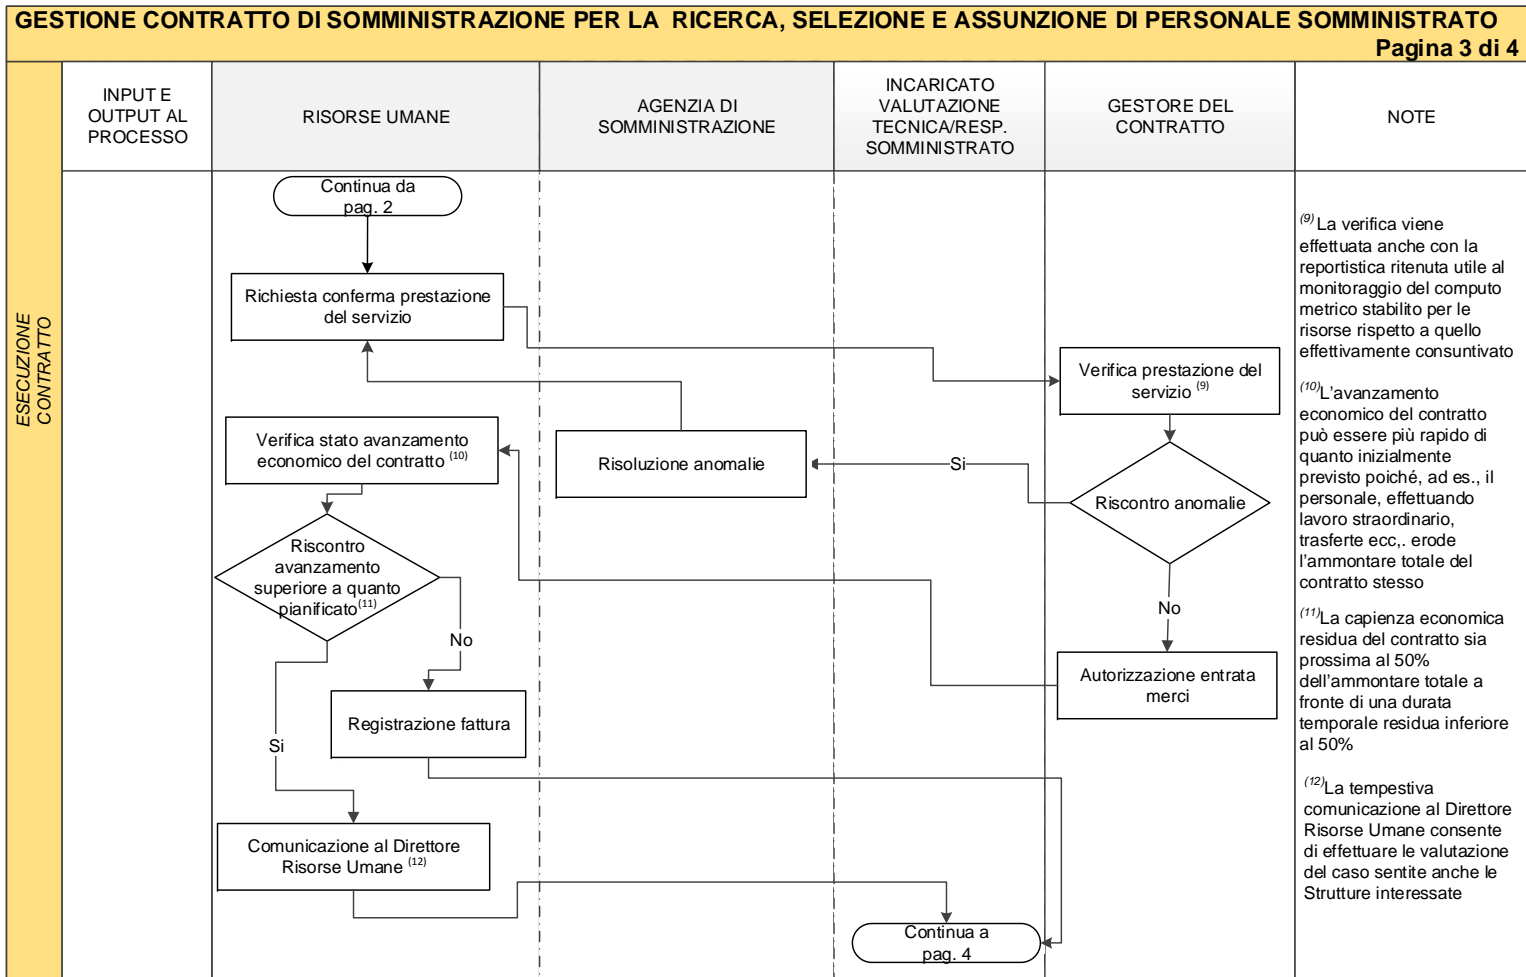 GESTIONE CONTRATTO DI SOMMINISTRAZIONE PER LA RICERCA, SELEZIONE E ASSUNZIONE DI PERSONALE SOMMINISTRATO
Pagina 3 di 4
INPUT E
OUTPUT AL
PROCESSO
RISORSE UMANE
AGENZIA DI
SOMMINISTRAZIONE
INCARICATO
VALUTAZIONE
TECNICA/RESP.
SOMMINISTRATO
GESTORE DEL
CONTRATTO
NOTE
ESECUZIONE
CONTRATTO
Continua da
pag. 2
Richiesta conferma prestazione
del servizio
Verifica prestazione del
servizio (9)
Verifica stato avanzamento
economico del contratto (10)
Risoluzione anomalie
Si
Riscontro anomalie
Riscontro
avanzamento
superiore a quanto
pianificato(11)
No
No
Autorizzazione entrata
merci
Registrazione fattura
Si
Comunicazione al Direttore
Risorse Umane (12)
Continua a
pag. 4
(9) La verifica viene
effettuata anche con la
reportistica ritenuta utile al
monitoraggio del computo
metrico stabilito per le
risorse rispetto a quello
effettivamente consuntivato
(10)L’avanzamento
economico del contratto
può essere più rapido di
quanto inizialmente
previsto poiché, ad es., il
personale, effettuando
lavoro straordinario,
trasferte ecc,. erode
l’ammontare totale del
contratto stesso
(11)La capienza economica
residua del contratto sia
prossima al 50%
dell’ammontare totale a
fronte di una durata
temporale residua inferiore
al 50%
(12)La tempestiva
comunicazione al Direttore
Risorse Umane consente
di effettuare le valutazione
del caso sentite anche le
Strutture interessate